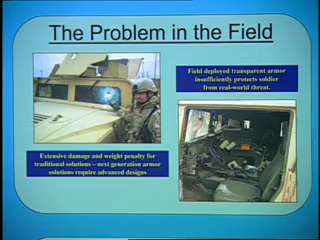 The Problem in the Field
Field deployed transparent armor
insufficiently protects soldier
from real-world threat.
Extensive damage and weight penalty for
traditional solutions – next generation armor
solutions require advanced designs